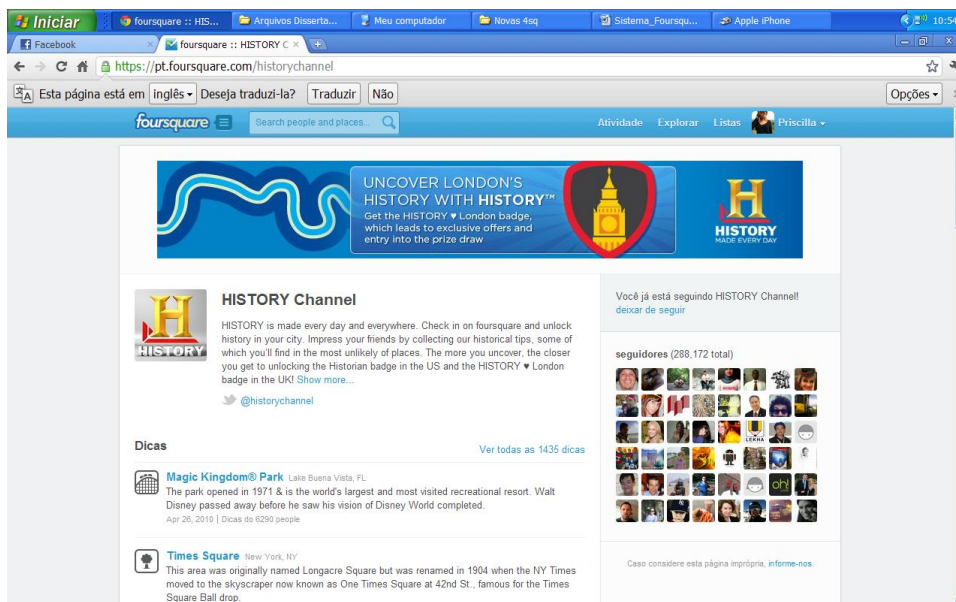 Iniciar
foursquare :: HIS...
Arquivos Disserta...
Meu computador
Novas 4sq
Sistema_Foursqu...
Apple iPhone
10:54
Facebook
foursquare :: HISTORY C
https://pt.foursquare.com/historychannel
Esta página está em inglês Deseja traduzi-la? Traduzir Não Opções
foursquare
Search people and places...
Atividade Explorar Listas Priscilla
UNCOVER LONDON'S
HISTORY WITH HISTORY™
Get the HISTORY ♥ London badge,
which leads to exclusive offers and
entry into the prize draw
H
HISTORY
MADE EVERY DAY
H
HISTORY
HISTORY Channel
HISTORY is made every day and everywhere. Check in on foursquare and unlock
history in your city. Impress your friends by collecting our historical tips, some of
which you'll find in the most unlikely of places. The more you uncover, the closer
you get to unlocking the Historian badge in the US and the HISTORY ♥ London
badge in the UK! Show more...
@historychannel
Você já está seguindo HISTORY Channel!
deixar de seguir
seguidores (288,172 total)
LEKHA
oh!
Dicas
Ver todas as 1435 dicas
Magic Kingdom® Park Lake Buena Vista, FL
The park opened in 1971 & is the world's largest and most visited recreational resort. Walt
Disney passed away before he saw his vision of Disney World completed.
Apr 26, 2010 | Dicas do 6290 people
Times Square New York, NY
This area was originally named Longacre Square but was renamed in 1904 when the NY Times
moved to the skyscraper now known as One Times Square at 42nd St., famous for the Times
Square Ball drop.
Caso considere esta página imprópria, informe-nos.